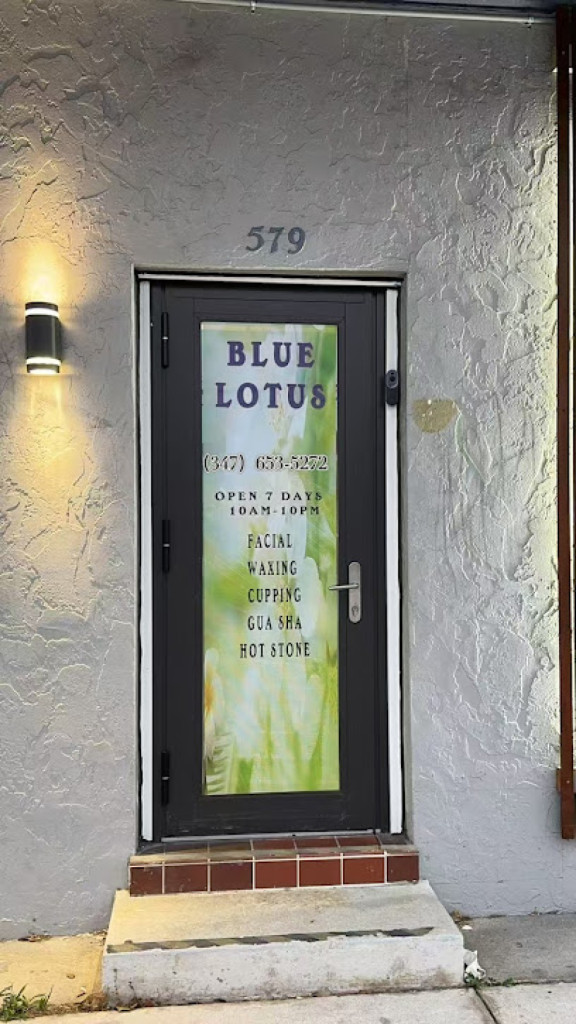 579
BLUE
LOTUS
(347) 653-5272
OPEN 7 DAYS
10AM-10PM
FACIAL
WAXING
CUPPING
GUA SHA
HOT STONE